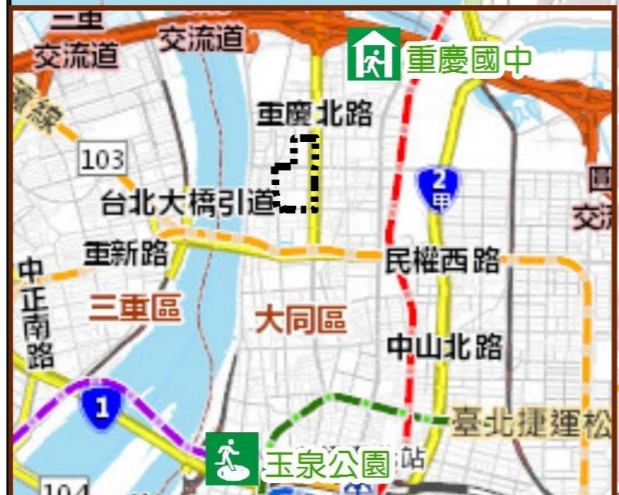 三重
交流道
交流道
重慶國中
重慶北路
103
2
甲
台北大橋引道
交流
重新路
民權西路
中正南路
三重區
大同區
中山北路
1
臺北捷運松
玉泉公園
站
104